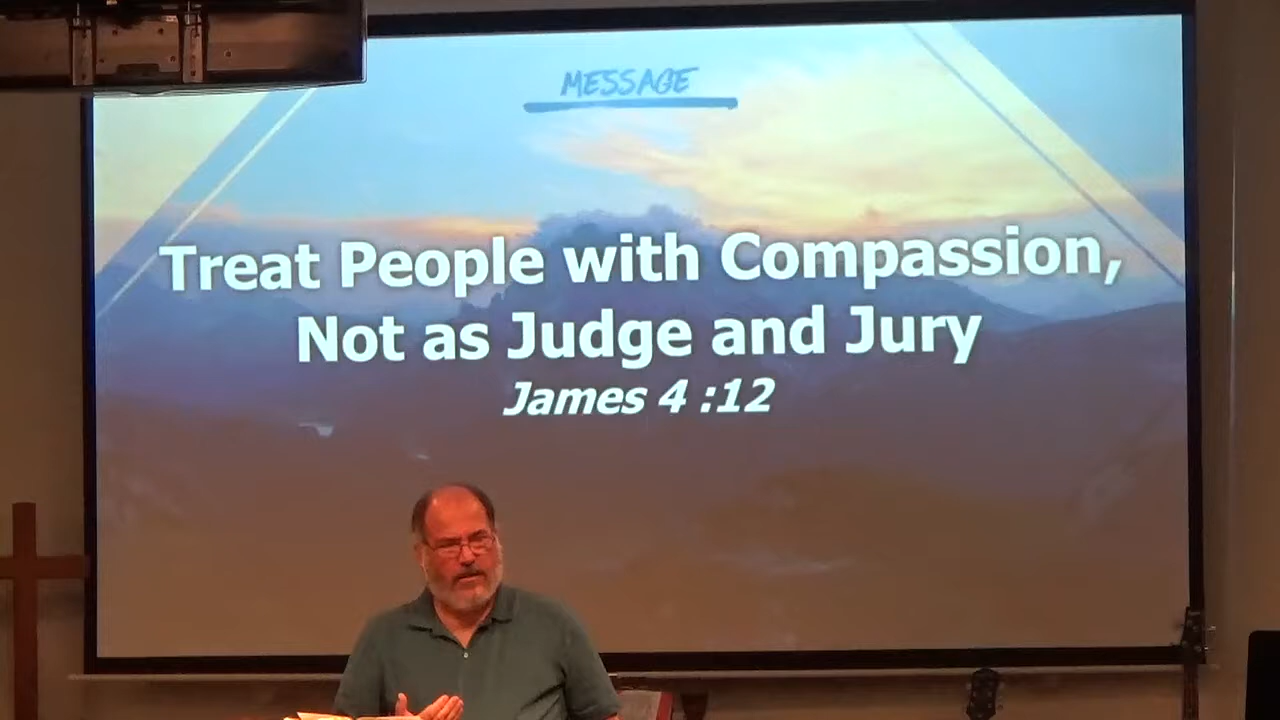 MESSAGE
Treat People with Compassion,
Not as Judge and Jury
James 4 :12